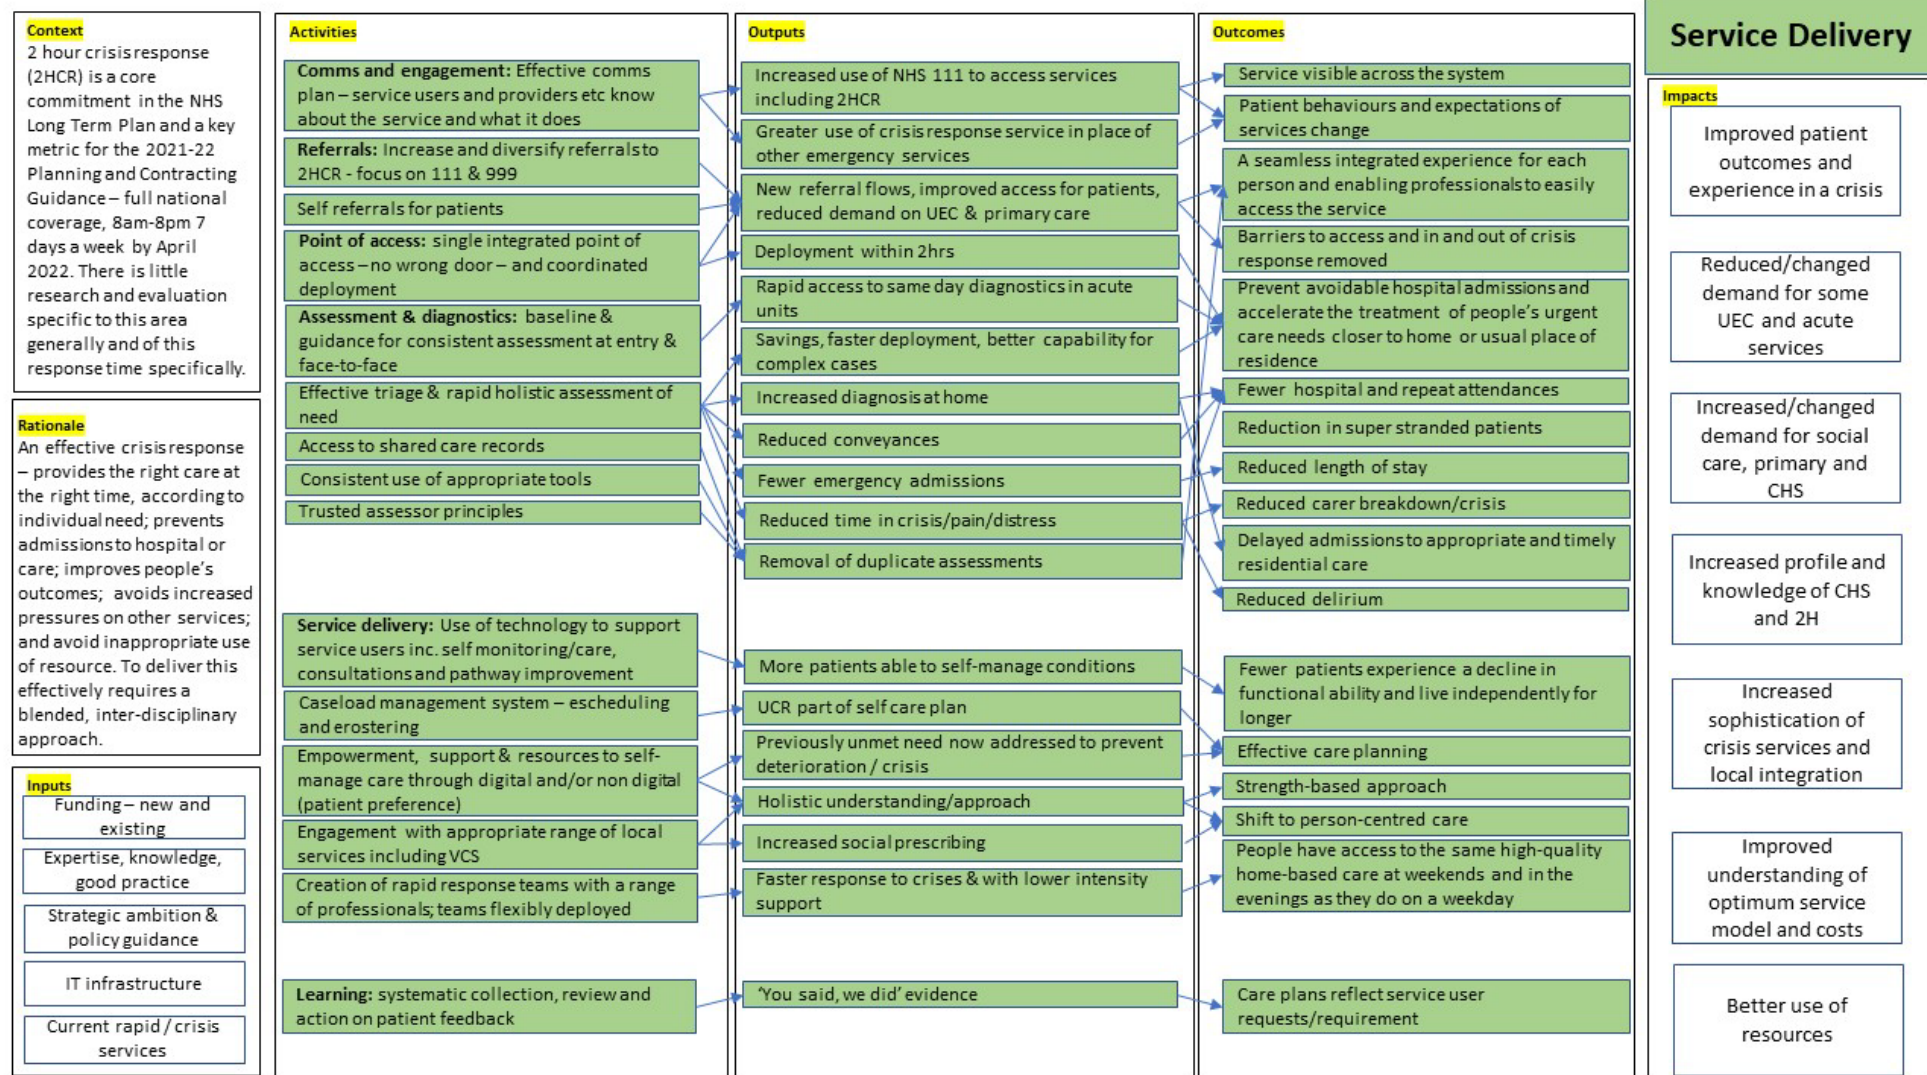 Context
2 hour crisis response
(2HCR) is a core
commitment in the NHS
Long Term Plan and a key
metric for the 2021-22
Planning and Contracting
Guidance – full national
coverage, 8am-8pm 7
days a week by April
2022. There is little
research and evaluation
specific to this area
generally and of this
response time specifically.
Rationale
An effective crisis response
– provides the right care at
the right time, according to
individual need; prevents
admissions to hospital or
care; improves people's
outcomes; avoids increased
pressures on other services;
and avoid inappropriate use
of resource. To deliver this
effectively requires a
blended, inter-disciplinary
approach.
Inputs
Funding – new and
existing
Expertise, knowledge,
good practice
Strategic ambition &
policy guidance
IT infrastructure
Current rapid / crisis
services
Activities
Comms and engagement: Effective comms
plan – service users and providers etc know
about the service and what it does
Referrals: Increase and diversify referrals to
2HCR - focus on 111 & 999
Self referrals for patients
Point of access: single integrated point of
access – no wrong door – and coordinated
deployment
Assessment & diagnostics: baseline &
guidance for consistent assessment at entry &
face-to-face
Effective triage & rapid holistic assessment of
need
Access to shared care records
Consistent use of appropriate tools
Trusted assessor principles
Service delivery: Use of technology to support
service users inc. self monitoring/care,
consultations and pathway improvement
Caseload management system – escheduling
and erostering
Empowerment, support & resources to self-
manage care through digital and/or non digital
(patient preference)
Engagement with appropriate range of local
services including VCS
Creation of rapid response teams with a range
of professionals; teams flexibly deployed
Learning: systematic collection, review and
action on patient feedback
Outputs
Increased use of NHS 111 to access services
including 2HCR
Greater use of crisis response service in place of
other emergency services
New referral flows, improved access for patients,
reduced demand on UEC & primary care
Deployment within 2hrs
Rapid access to same day diagnostics in acute
units
Savings, faster deployment, better capability for
complex cases
Increased diagnosis at home
Reduced conveyances
Fewer emergency admissions
Reduced time in crisis/pain/distress
Removal of duplicate assessments
More patients able to self-manage conditions
UCR part of self care plan
Previously unmet need now addressed to prevent
deterioration / crisis
Holistic understanding/approach
Increased social prescribing
Faster response to crises & with lower intensity
support
'You said, we did' evidence
Outcomes
Service visible across the system
Patient behaviours and expectations of
services change
A seamless integrated experience for each
person and enabling professionals to easily
access the service
Barriers to access and in and out of crisis
response removed
Prevent avoidable hospital admissions and
accelerate the treatment of people's urgent
care needs closer to home or usual place of
residence
Fewer hospital and repeat attendances
Reduction in super stranded patients
Reduced length of stay
Reduced carer breakdown/crisis
Delayed admissions to appropriate and timely
residential care
Reduced delirium
Fewer patients experience a decline in
functional ability and live independently for
longer
Effective care planning
Strength-based approach
Shift to person-centred care
People have access to the same high-quality
home-based care at weekends and in the
evenings as they do on a weekday
Care plans reflect service user
requests/requirement
Service Delivery
Impacts
Improved patient
outcomes and
experience in a crisis
Reduced/changed
demand for some
UEC and acute
services
Increased/changed
demand for social
care, primary and
CHS
Increased profile and
knowledge of CHS
and 2H
Increased
sophistication of
crisis services and
local integration
Improved
understanding of
optimum service
model and costs
Better use of
resources